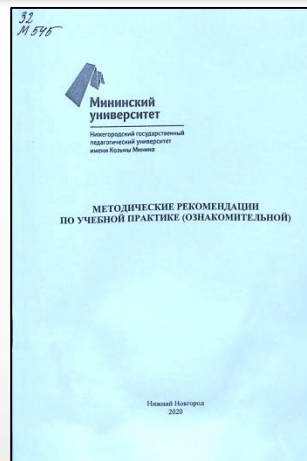 32
М 545
Мининский
университет
Нижегородский государственный
педагогический университет
имени Козьмы Минина
МЕТОДИЧЕСКИЕ РЕКОМЕНДАЦИИ
ПО УЧЕБНОЙ ПРАКТИКЕ (ОЗНАКОМИТЕЛЬНОЙ)
Нижний Новгород
2020